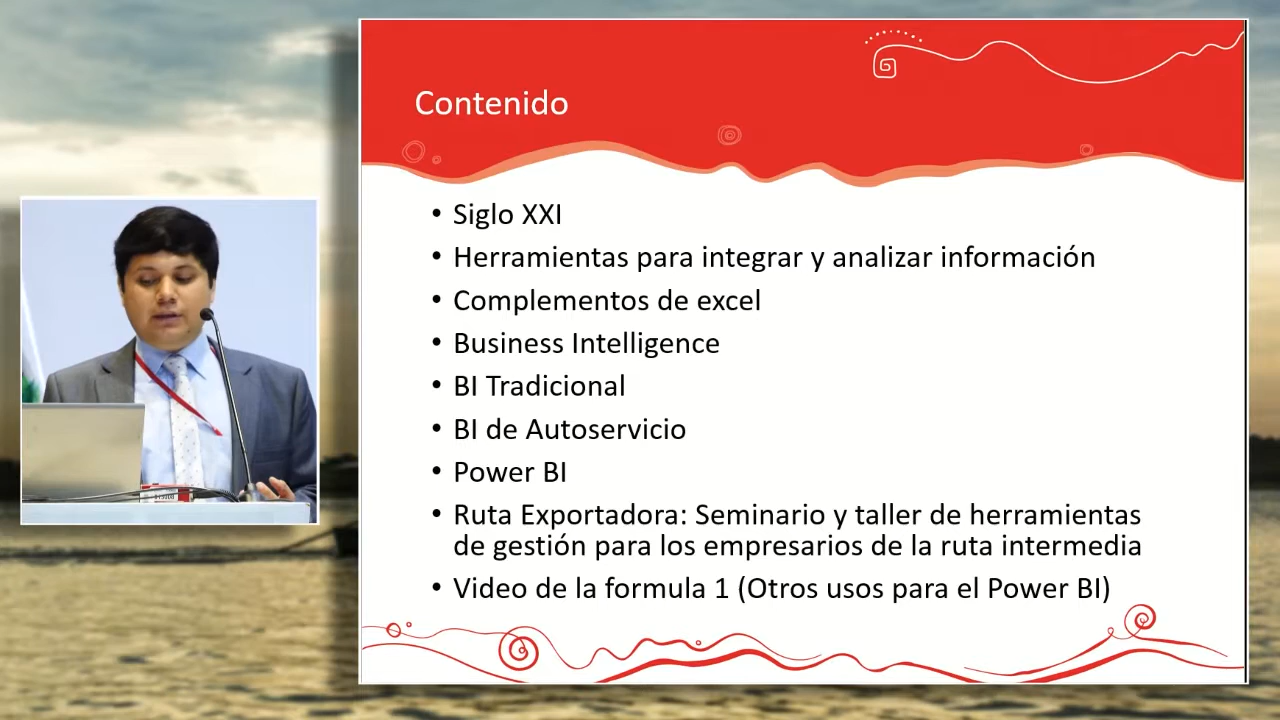 Contenido
• Siglo XXI
• Herramientas para integrar y analizar información
• Complementos de excel
• Business Intelligence
• BI Tradicional
• BI de Autoservicio
• Power BI
• Ruta Exportadora: Seminario y taller de herramientas
de gestión para los empresarios de la ruta intermedia
• Video de la formula 1 (Otros usos para el Power BI)